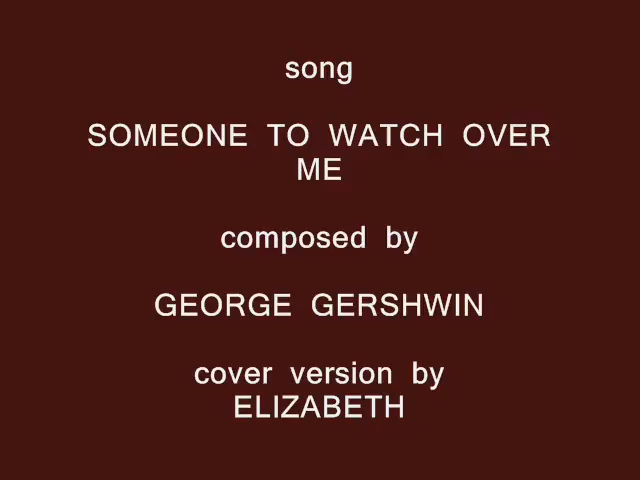 song
SOMEONE TO WATCH OVER
ME
composed by
GEORGE GERSHWIN
cover version by
ELIZABETH